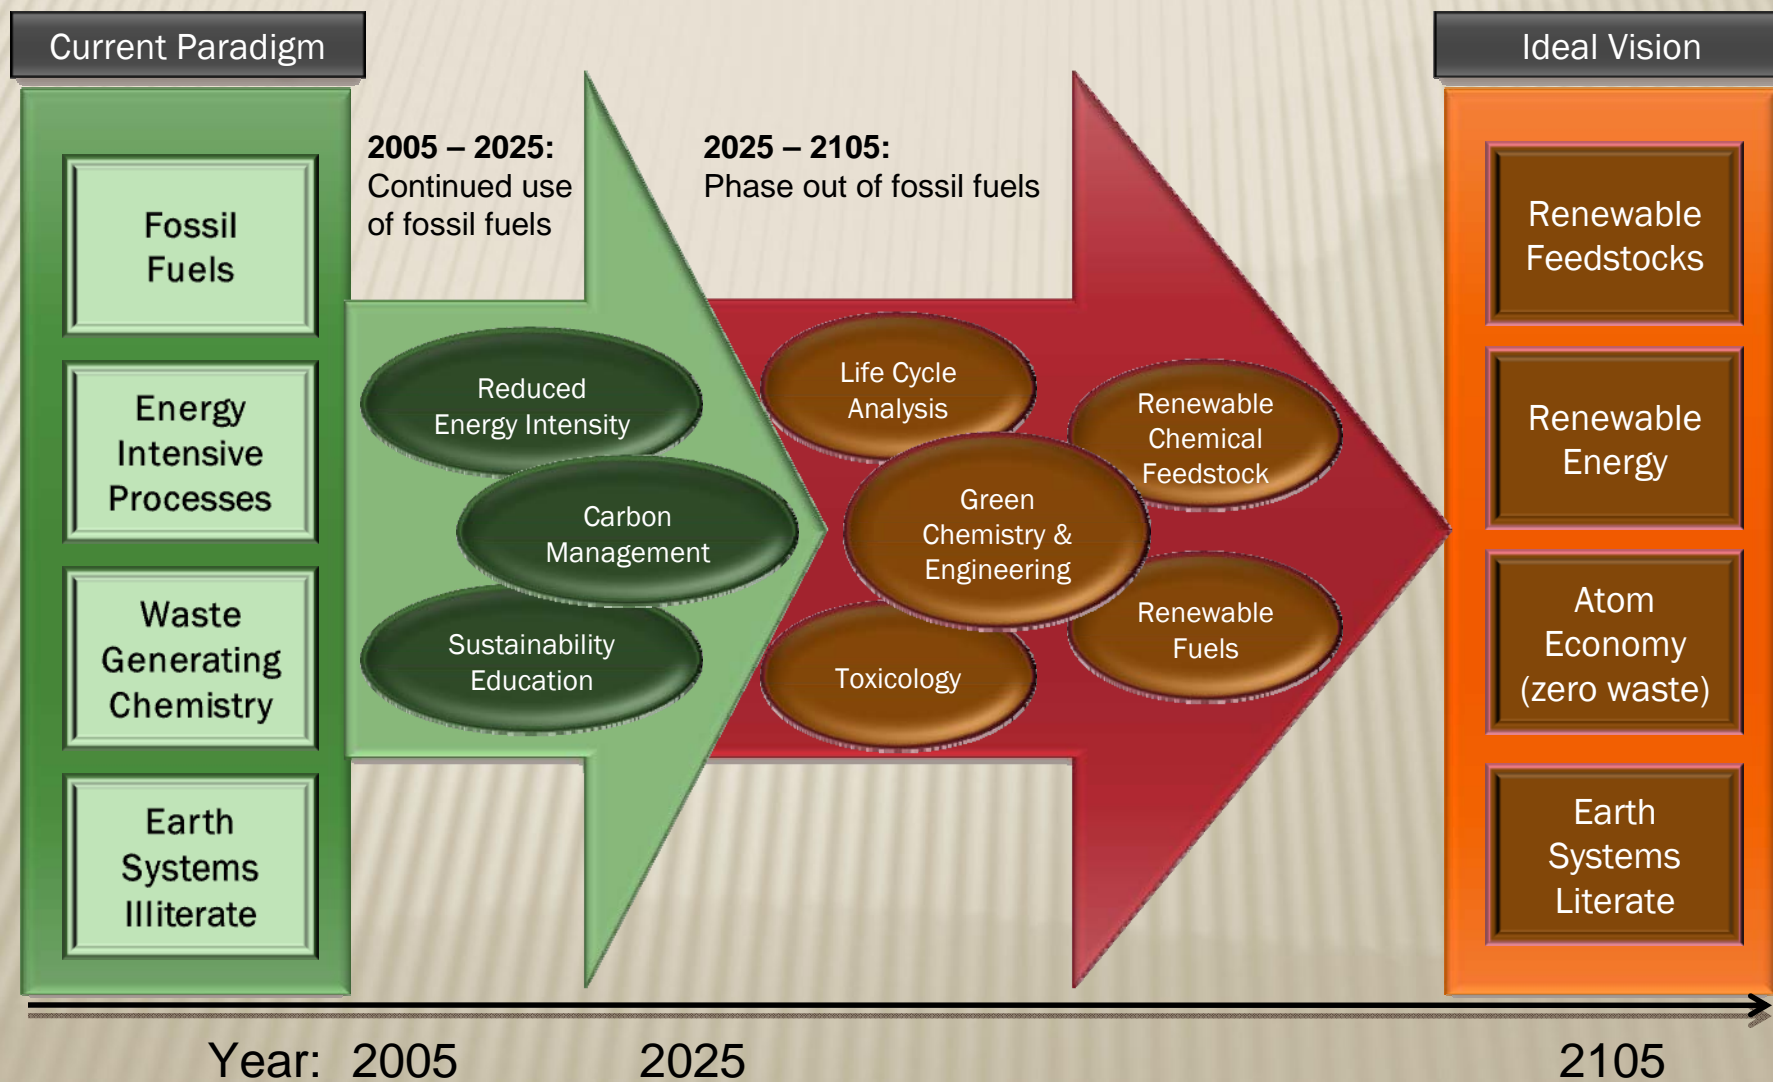 Current Paradigm
Ideal Vision
Fossil
Fuels
Energy
Intensive
Processes
Waste
Generating
Chemistry
Earth
Systems
Illiterate
2005 – 2025:
Continued use
of fossil fuels
Reduced
Energy Intensity
Carbon
Management
Sustainability
Education
2025 – 2105:
Phase out of fossil fuels
Life Cycle
Analysis
Renewable
Chemical
Feedstock
Green
Chemistry &
Engineering
Renewable
Fuels
Toxicology
Renewable
Feedstocks
Renewable
Energy
Atom
Economy
(zero waste)
Earth
Systems
Literate
Year: 2005 2025 2105